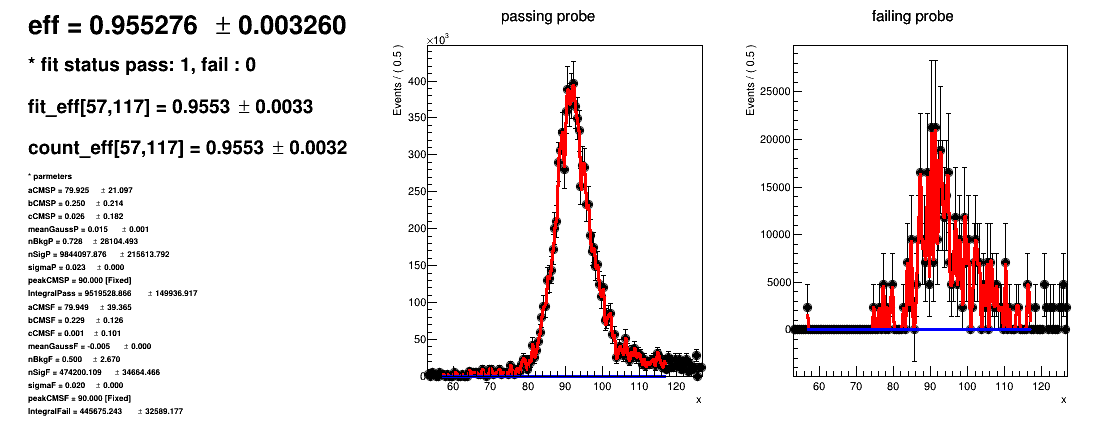 eff = 0.955276 ± 0.003260
* fit status pass: 1, fail : 0
fit_eff[57,117] = 0.9553 ± 0.0033
count_eff[57,117] = 0.9553 ± 0.0032
* parmeters
aCMSP = 79.925 ± 21.097
bCMSP = 0.250 ± 0.214
cCMSP = 0.026 ± 0.182
meanGaussP = 0.015 ± 0.001
nBkgP = 0.728 ± 28104.493
nSigP = 9844097.876 ± 215613.792
sigmaP = 0.023 ± 0.000
peakCMSP = 90.000 [Fixed]
IntegralPass = 9519528.866 ± 149936.917
aCMSF = 79.949 ± 39.365
bCMSF = 0.229 ± 0.126
cCMSF = 0.001 ± 0.101
meanGaussF = -0.005 ± 0.000
nBkgF = 0.500 ± 2.670
nSigF = 474200.109 ± 34664.466
sigmaF = 0.020 ± 0.000
peakCMSF = 90.000 [Fixed]
IntegralFail = 445675.243 ± 32589.177
passing probe
×10³
Events / ( 0.5 )
400
350
300
250
200
150
100
50
0
60 70 80 90 100 110 120
x
failing probe
Events / ( 0.5 )
25000
20000
15000
10000
5000
0
60 70 80 90 100 110 120
x